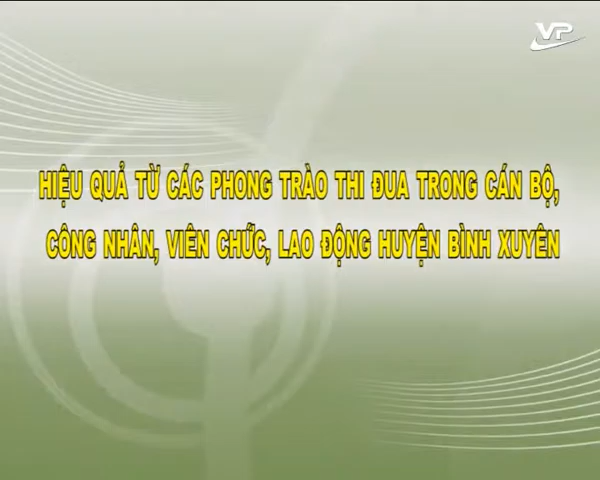 VP
HIỆU QUẢ TỪ CÁC PHONG TRÀO THI ĐUA TRONG CÁN BỘ,
CÔNG NHÂN, VIÊN CHỨC, LAO ĐỘNG HUYỆN BÌNH XUYÊN